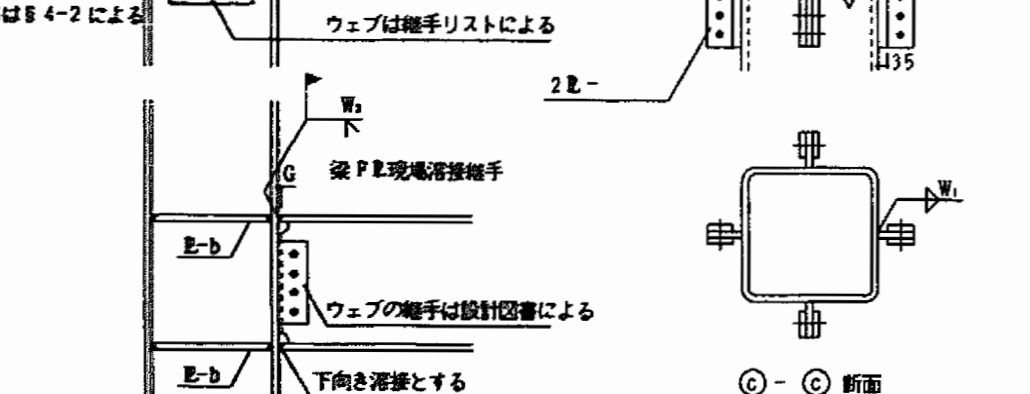 は§4-2による
ウェブは継手リストによる
135
2PL-
W₃
G
梁FPL現場溶接継手
W₁
PL-b
ウェブの継手は設計図書による
PL-b
下向き溶接とする
Ⓒ-Ⓒ 断面